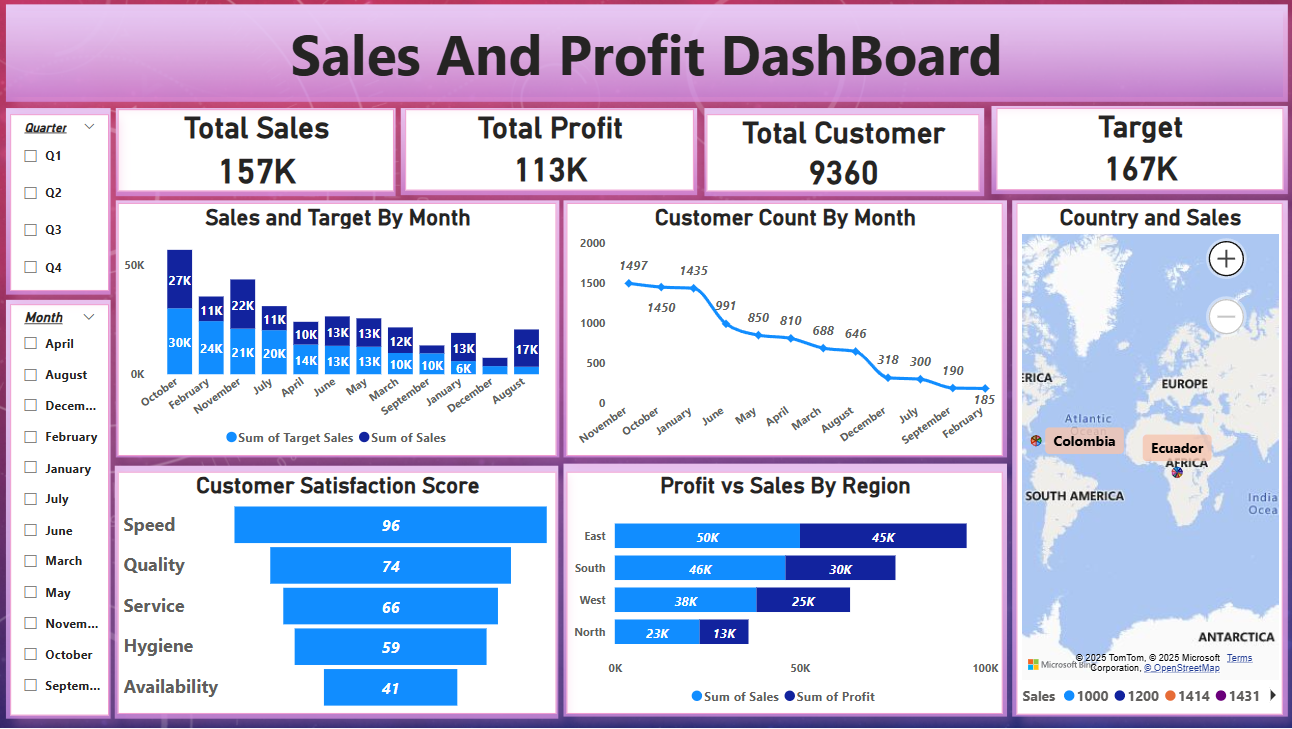 Sales And Profit DashBoard
Quarter
Q1
Q2
Q3
Q4
Month
April
August
Decem...
February
January
July
June
March
May
Novem...
October
Septem...
Total Sales
157K
Total Profit
113K
Total Customer
9360
Target
167K
Sales and Target By Month
50K
0K
27K 11K 22K 11K 10K 13K 13K 12K 13K 17K
30K 24K 21K 20K 14K 13K 13K 10K 10K 6K
October February November July April June May March September January December August
Sum of Target Sales Sum of Sales
Customer Count By Month
2000
1500
1000
500
0
1497 1450 1435 991 850 810 688 646 318 300 190 185
November October January June May April March August December July September February
Country and Sales
ERICA
EUROPE
Atlantic
Ocean
Colombia
Ecuador
AFRICA
SOUTH AMERICA
India
Ocea
ANTARCTICA
Microsoft Bing
© 2025 TomTom, © 2025 Microsoft Terms
Corporation, © OpenStreetMap
Sales 1000 1200 1414 1431
Customer Satisfaction Score
Speed 96
Quality 74
Service 66
Hygiene 59
Availability 41
Profit vs Sales By Region
East 50K 45K
South 46K 30K
West 38K 25K
North 23K 13K
0K 50K 100K
Sum of Sales Sum of Profit